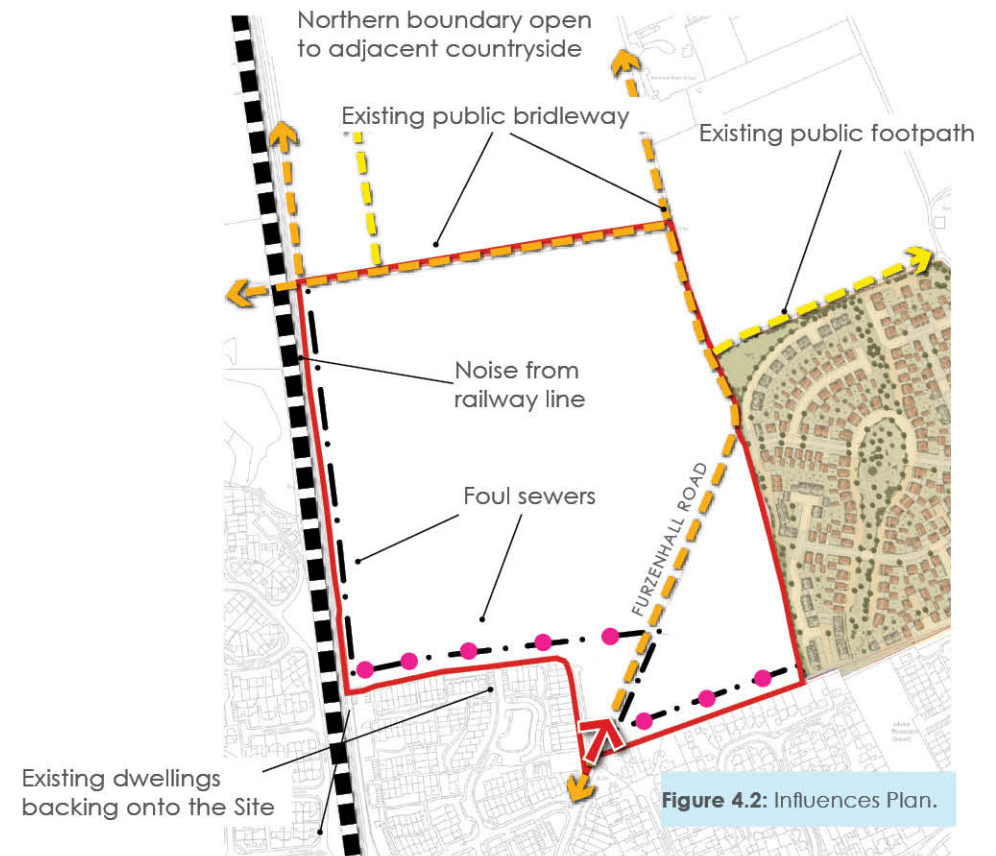 Northern boundary open
to adjacent countryside
Existing public bridleway
Existing public footpath
Noise from
railway line
FURZENHALL ROAD
Foul sewers
Existing dwellings
backing onto the Site
Figure 4.2: Influences Plan.